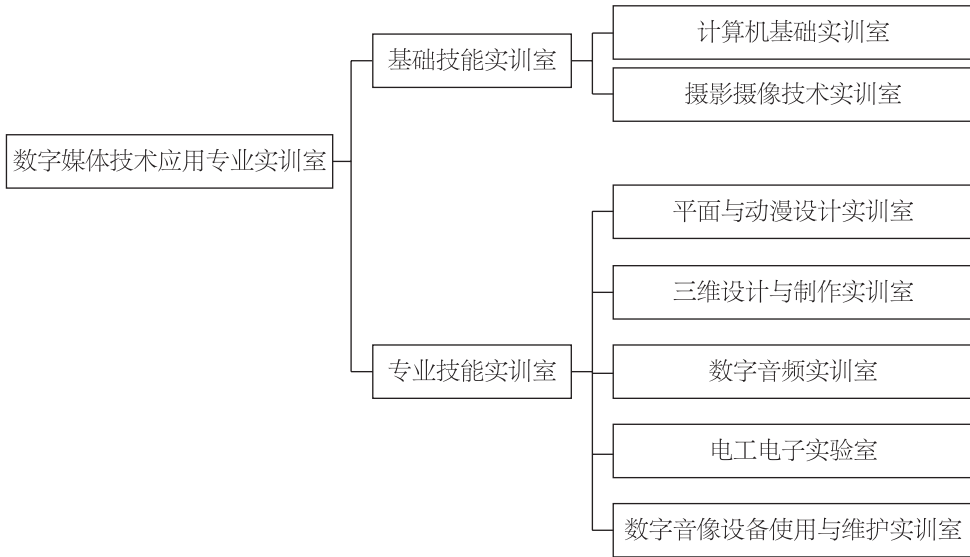 数字媒体技术应用专业实训室
基础技能实训室
计算机基础实训室
摄影摄像技术实训室
专业技能实训室
平面与动漫设计实训室
三维设计与制作实训室
数字音频实训室
电工电子实验室
数字音像设备使用与维护实训室